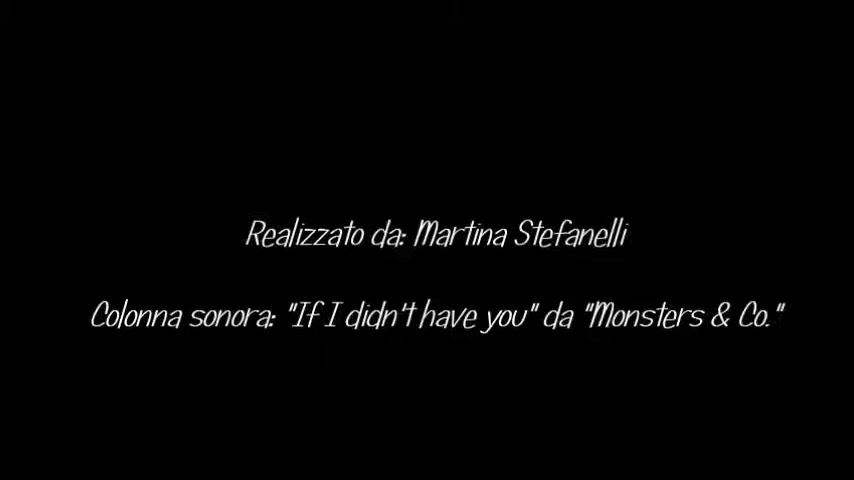 Realizzato da: Martina Stefanelli
Colonna sonora: "If I didn't have you" da "Monsters & Co."